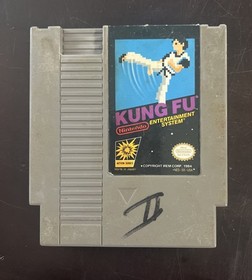 KUNG FU
Nintendo
ENTERTAINMENT
SYSTEM
©COPYRIGHT IREM CORP. 1984
II